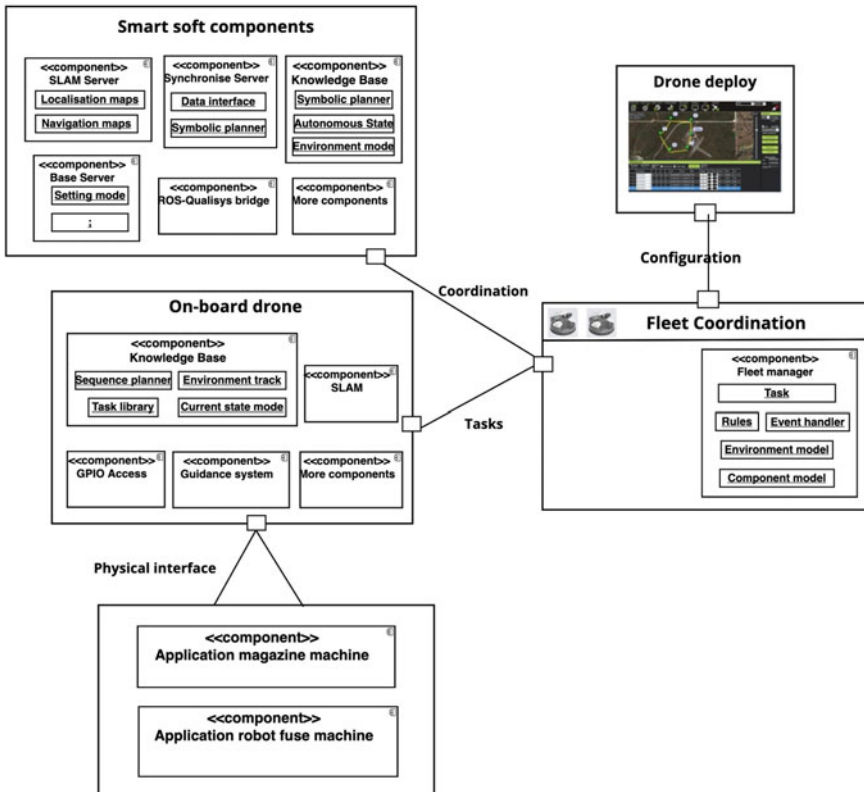 Smart soft components
<<component>>
SLAM Server
Localisation maps
Navigation maps
<<component>>
Synchronise Server
Data interface
Symbolic planner
<<component>>
Knowledge Base
Symbolic planner
Autonomous State
Environment mode
<<component>>
Base Server
Setting mode
;
<<component>>
ROS-Qualisys bridge
<<component>>
More components
Drone deploy
Configuration
Coordination
On-board drone
<<component>>
Knowledge Base
Sequence planner
Environment track
Task library
Current state mode
<<component>>
SLAM
<<component>>
GPIO Access
<<component>>
Guidance system
<<component>>
More components
Tasks
Fleet Coordination
<<component>>
Fleet manager
Task
Rules
Event handler
Environment model
Component model
Physical interface
<<component>>
Application magazine machine
<<component>>
Application robot fuse machine